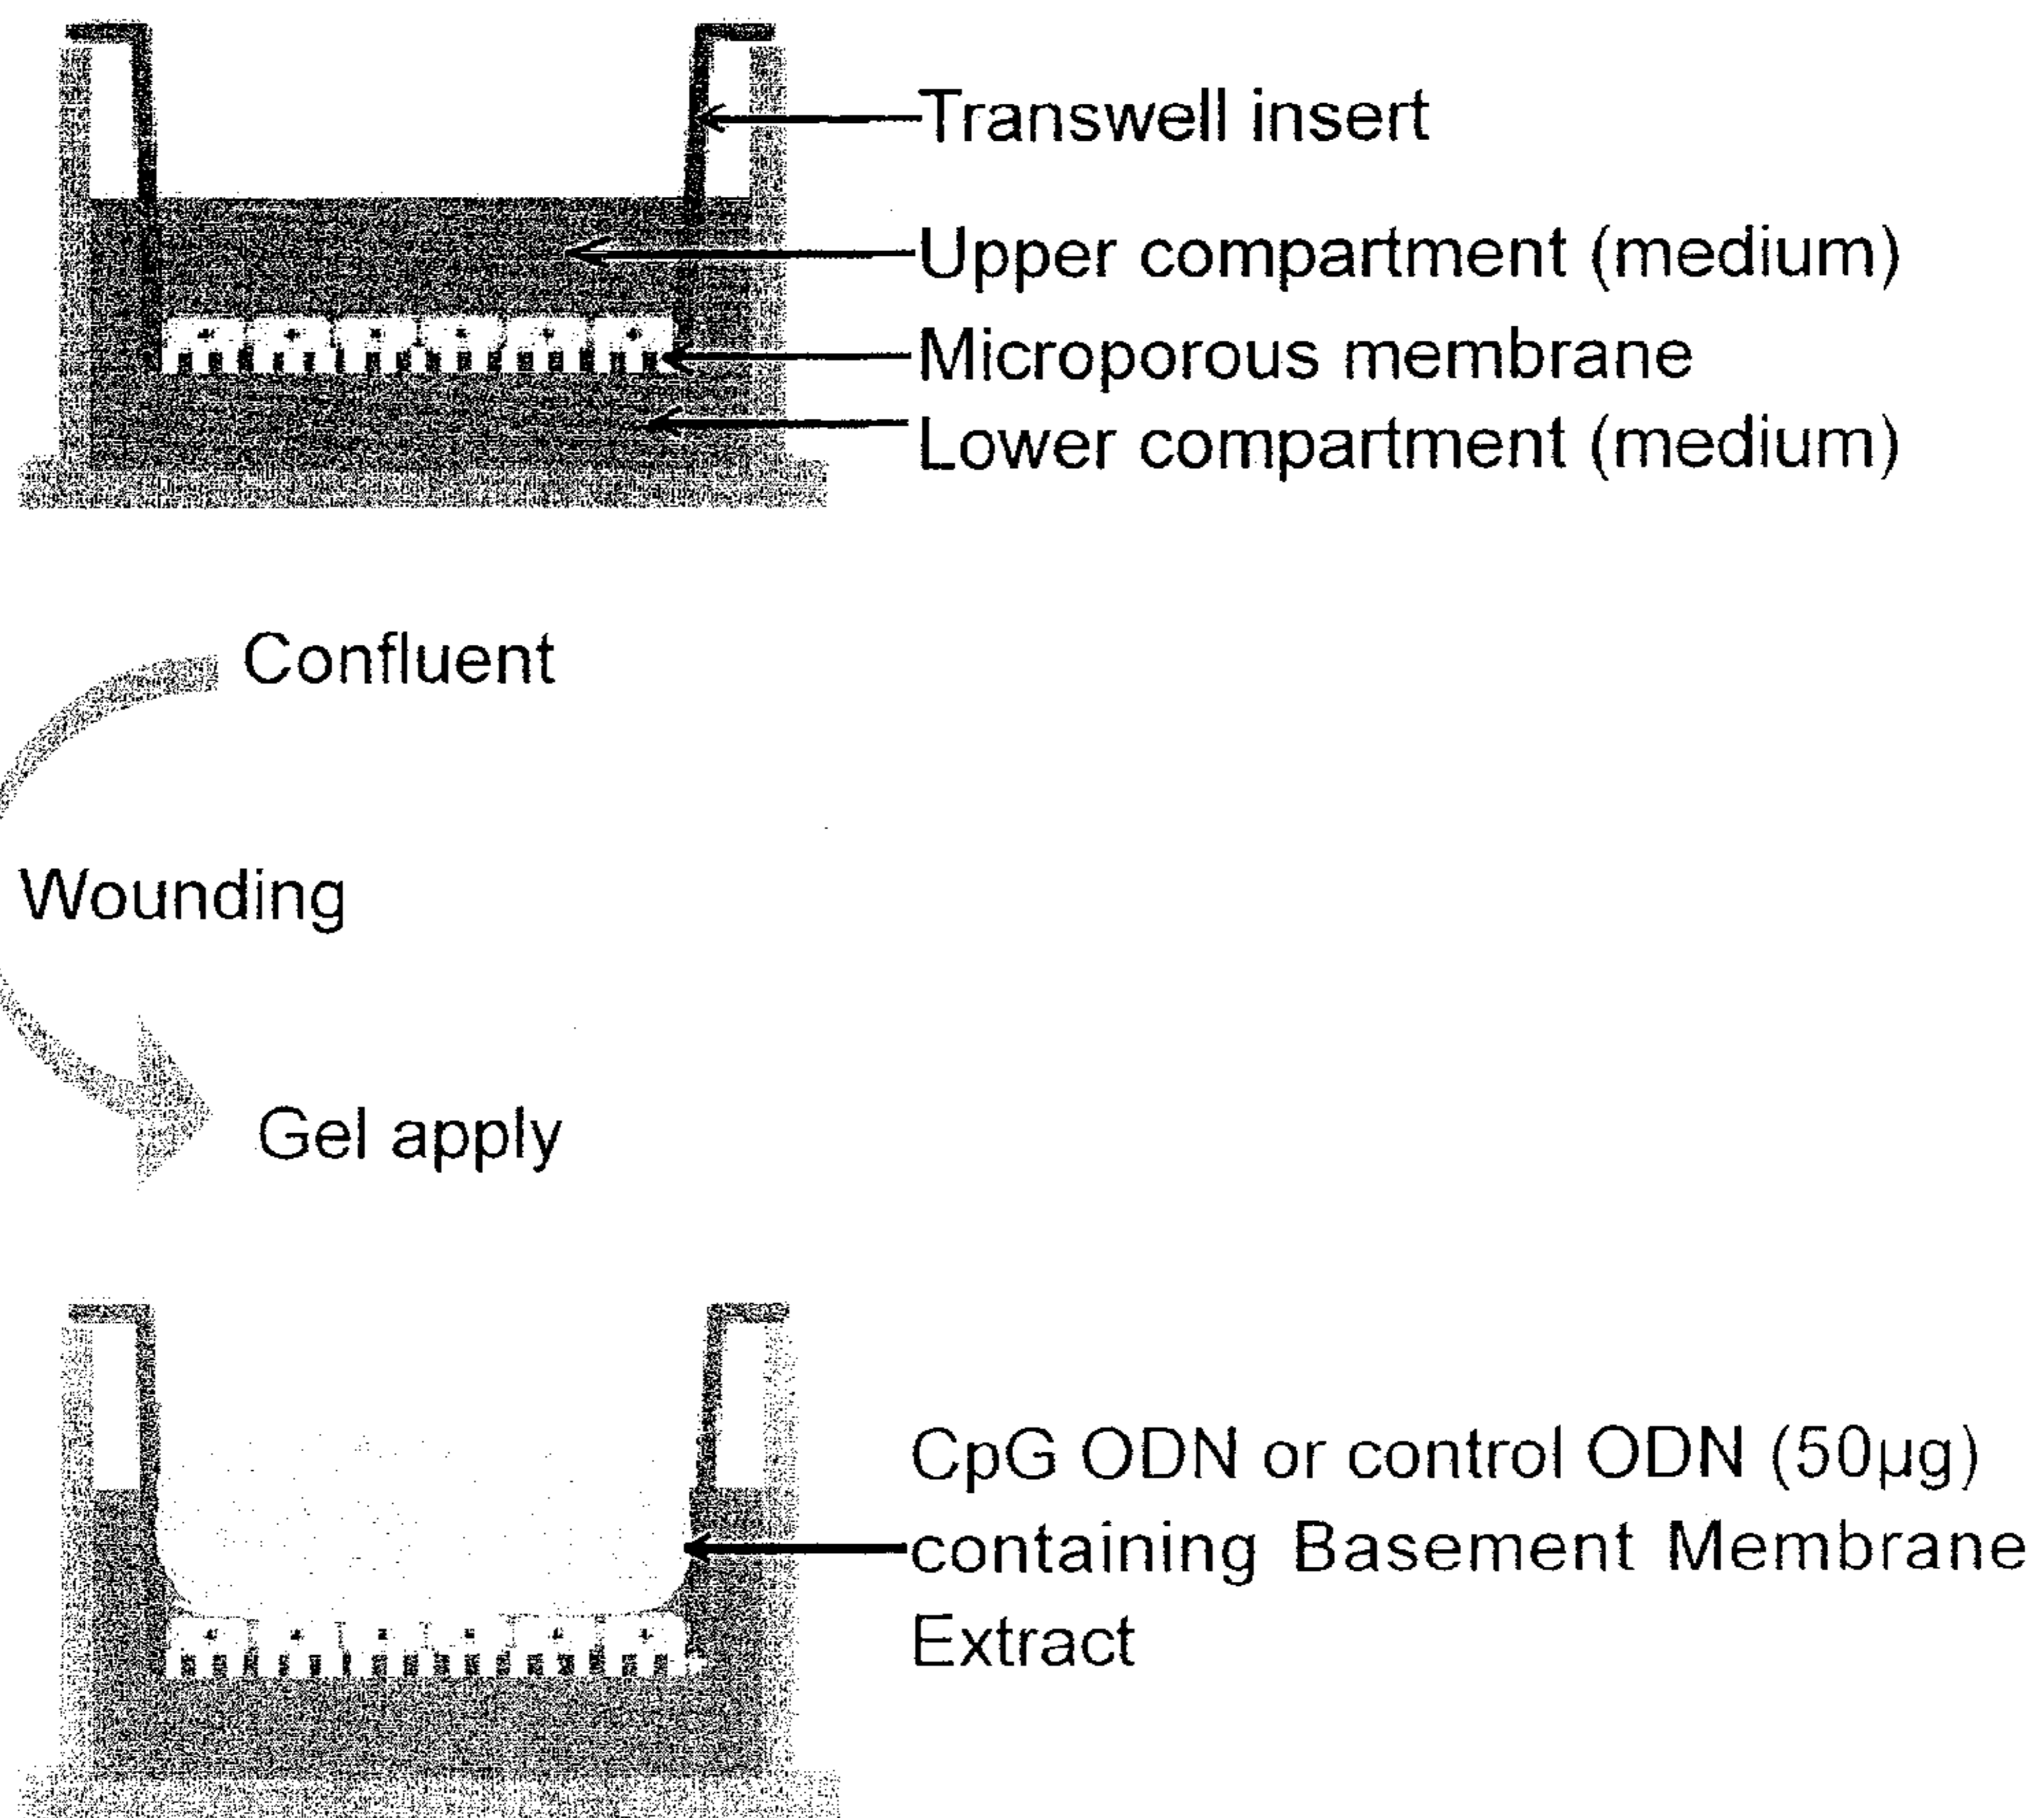 Transwell insert
Upper compartment (medium)
Microporous membrane
Lower compartment (medium)
Confluent
Wounding
Gel apply
CpG ODN or control ODN (50µg)
containing Basement Membrane
Extract